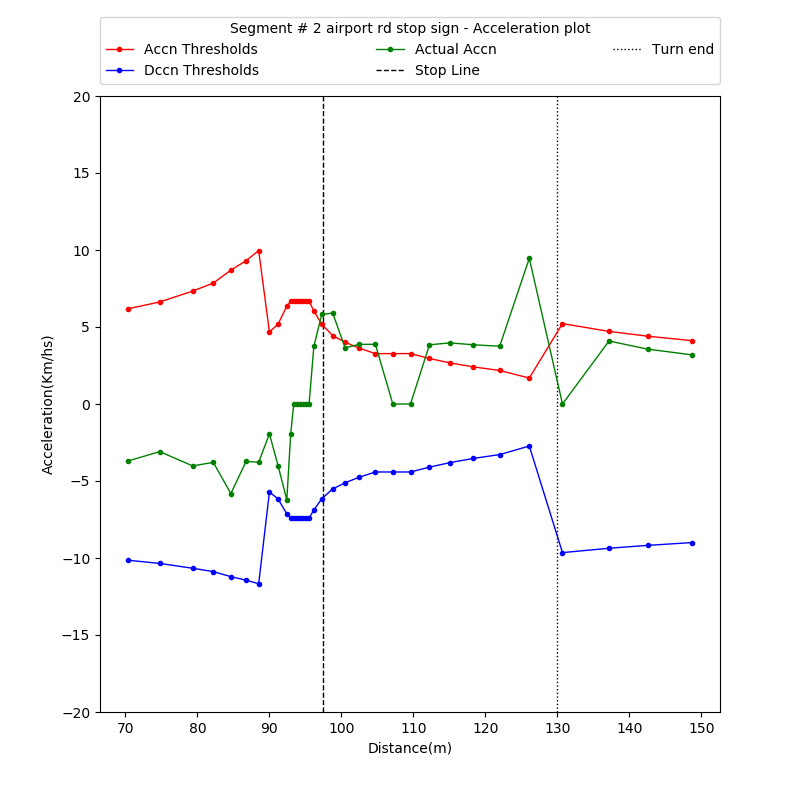 Segment # 2 airport rd stop sign - Acceleration plot
Accn Thresholds
Dccn Thresholds
Actual Accn
Stop Line
Turn end
20
15
10
5
0
−5
−10
−15
−20
Acceleration(Km/hs)
70 80 90 100 110 120 130 140 150
Distance(m)